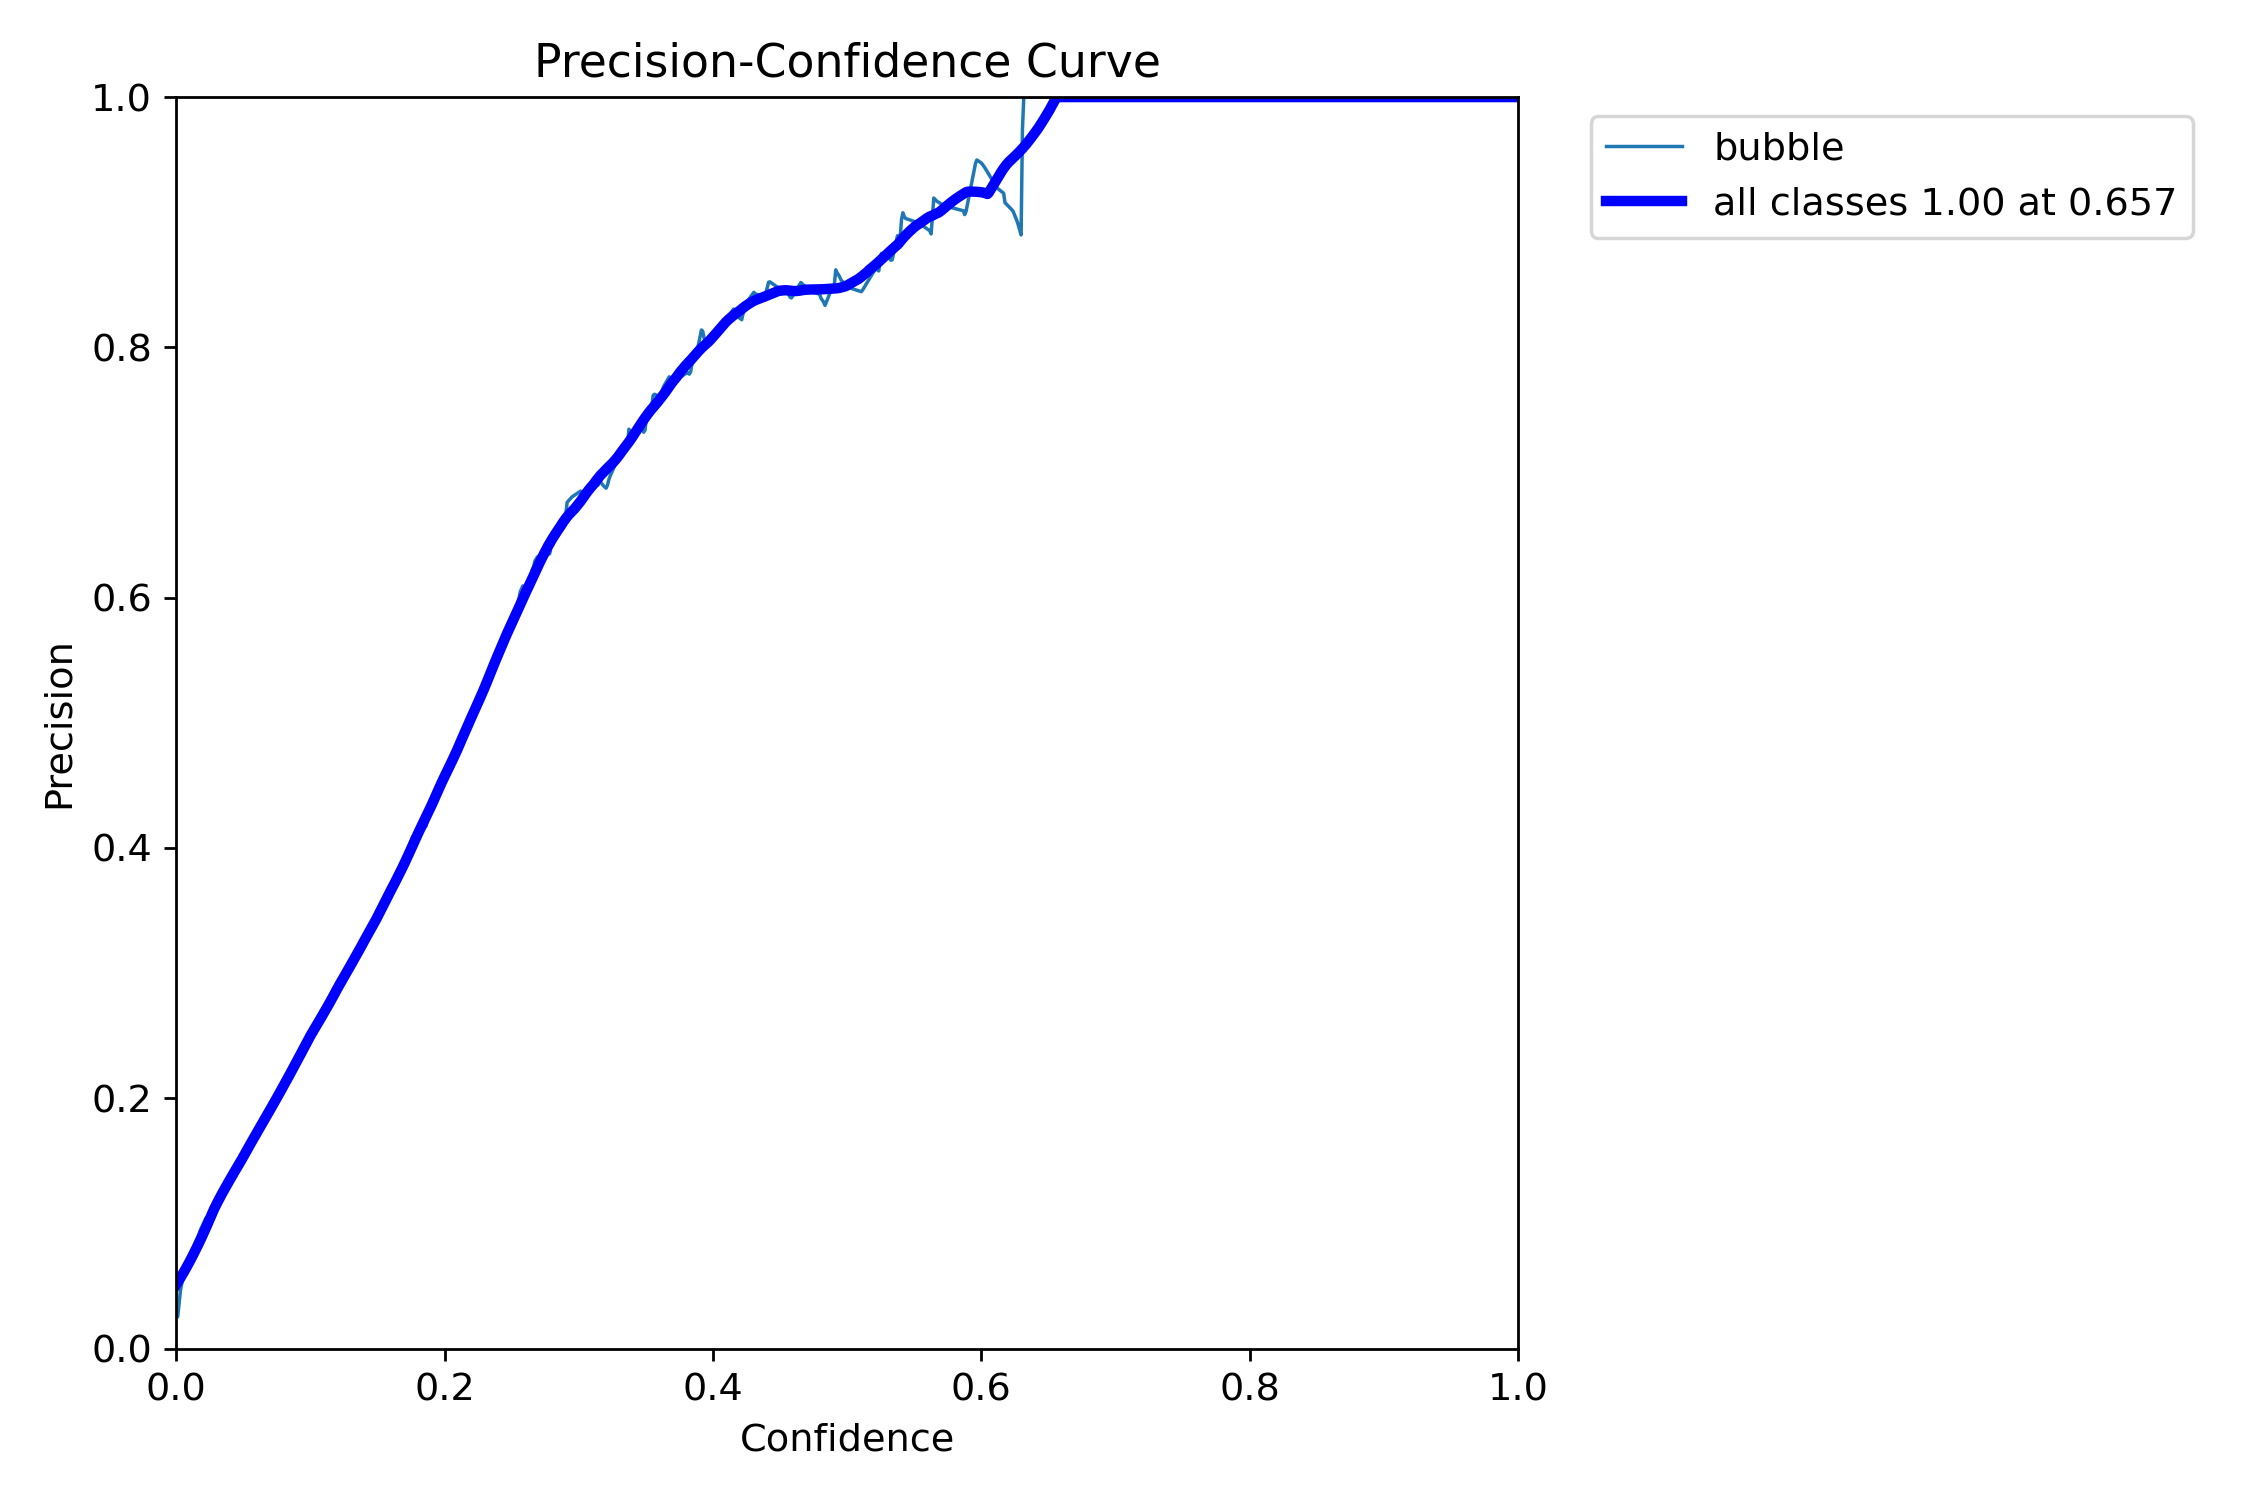 Precision-Confidence Curve
bubble
all classes 1.00 at 0.657
Precision
1.0
0.8
0.6
0.4
0.2
0.0
0.0 0.2 0.4 0.6 0.8 1.0
Confidence